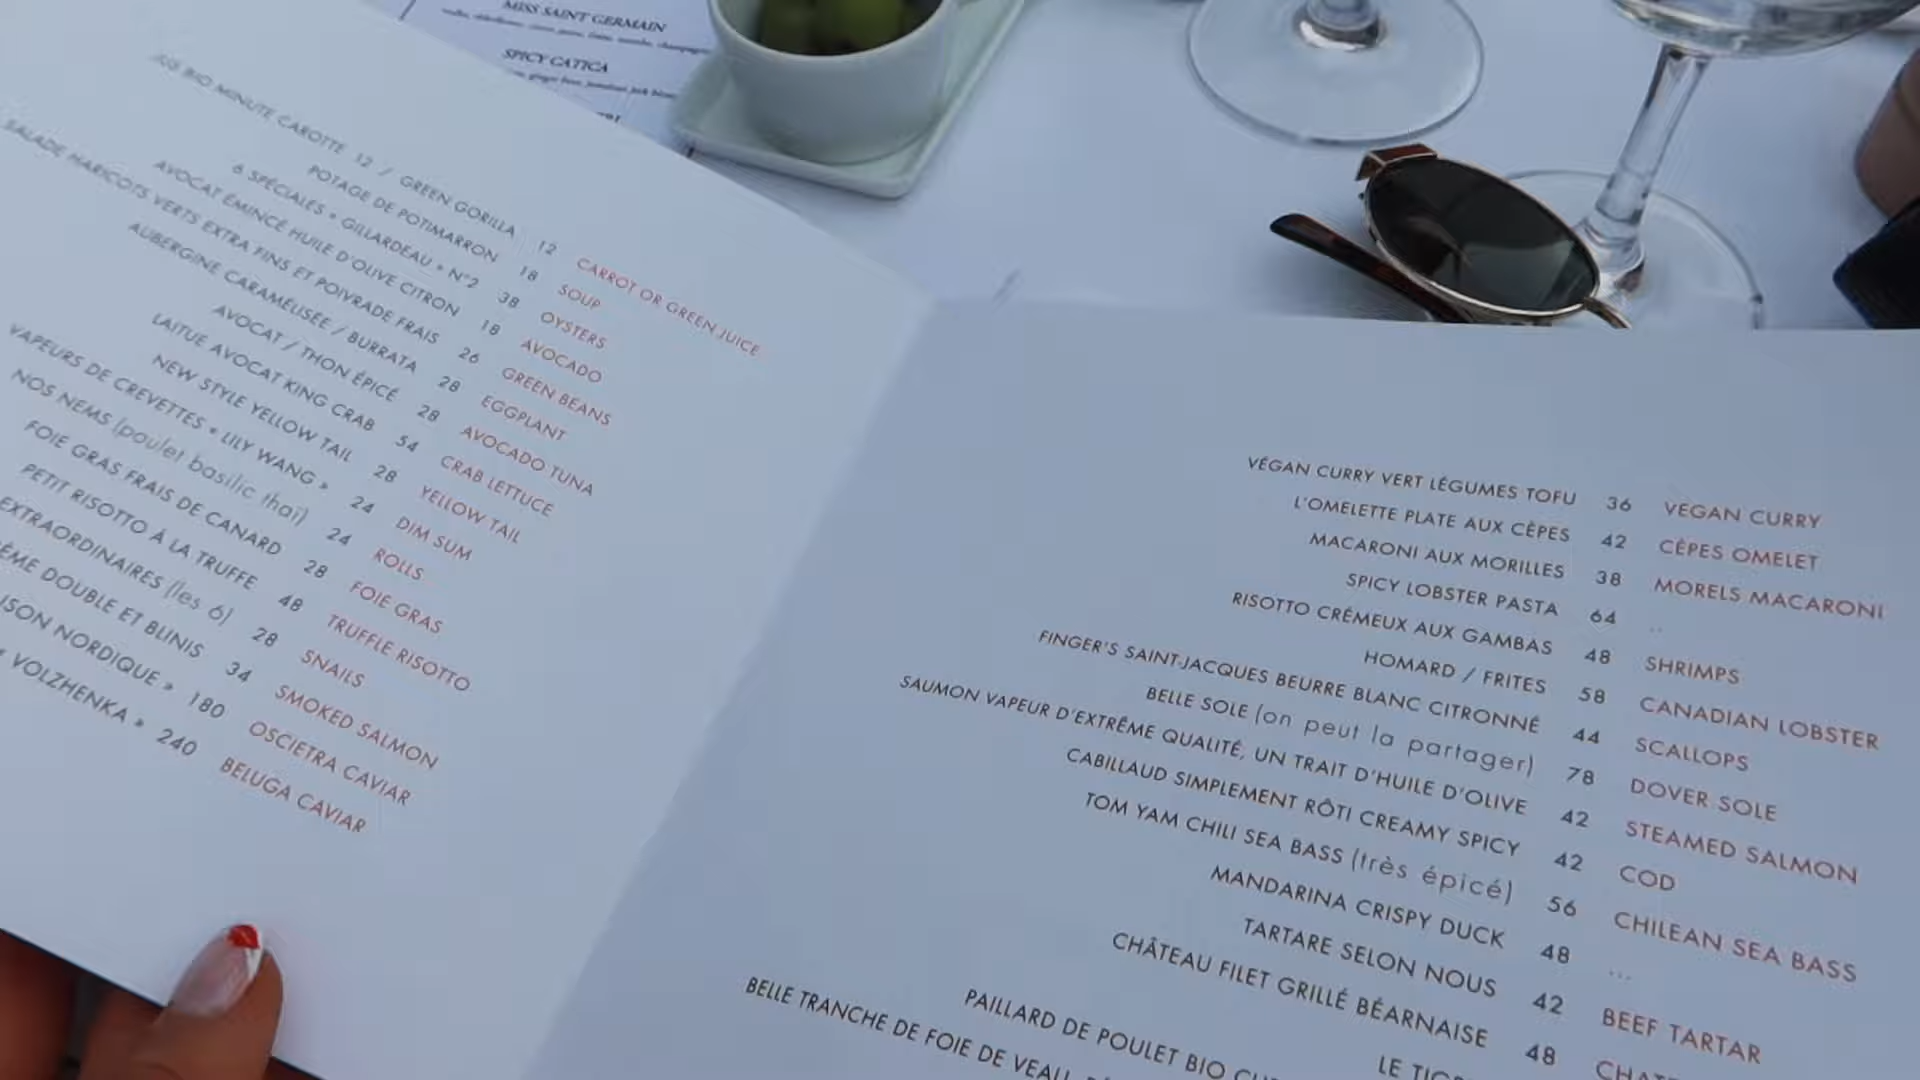 MISS SAINT GERMAIN
SPICY CATICA
JUS BIO MINUTE CAROTTE 12 / GREEN GORILLA 12 CARROT OR GREEN JUICE
POTAGE DE POTIMARRON 18 SOUP
6 SPÉCIALES « GILLARDEAU » N°2 38 OYSTERS
AVOCAT ÉMINCÉ HUILE D'OLIVE CITRON 18 AVOCADO
SALADE HARICOTS VERTS EXTRA FINS ET POIVRADE FRAIS 26 GREEN BEANS
AUBERGINE CARAMÉLISÉE / BURRATA 28 EGGPLANT
AVOCAT / THON ÉPICÉ 28 AVOCADO TUNA
LAITUE AVOCAT KING CRAB 54 CRAB LETTUCE
NEW STYLE YELLOW TAIL 28 YELLOW TAIL
VAPEURS DE CREVETTES « LILY WANG » 24 DIM SUM
NOS NEMS (poulet basilic thaï) 24 ROLLS
FOIE GRAS FRAIS DE CANARD 28 FOIE GRAS
PETIT RISOTTO À LA TRUFFE 48 TRUFFLE RISOTTO
EXTRAORDINAIRES (les 6) 28 SNAILS
DOUBLE ET BLINIS 34 SMOKED SALMON
NORDIQUE » 180 OSCIETRA CAVIAR
« VOLZHENKA » 240 BELUGA CAVIAR
VÉGAN CURRY VERT LÉGUMES TOFU 36 VEGAN CURRY
L'OMELETTE PLATE AUX CÈPES 42 CÈPES OMELET
MACARONI AUX MORILLES 38 MORELS MACARONI
SPICY LOBSTER PASTA 64 ..
RISOTTO CRÉMEUX AUX GAMBAS 48 SHRIMPS
HOMARD / FRITES 58 CANADIAN LOBSTER
FINGER'S SAINT-JACQUES BEURRE BLANC CITRONNÉ 44 SCALLOPS
BELLE SOLE (on peut la partager) 78 DOVER SOLE
SAUMON VAPEUR D'EXTRÊME QUALITÉ, UN TRAIT D'HUILE D'OLIVE 42 STEAMED SALMON
CABILLAUD SIMPLEMENT RÔTI CREAMY SPICY 42 COD
TOM YAM CHILI SEA BASS (très épicé) 56 CHILEAN SEA BASS
MANDARINA CRISPY DUCK 48 ...
TARTARE SELON NOUS 42 BEEF TARTAR
CHÂTEAU FILET GRILLÉ BÉARNAISE 48
LE
PAILLARD DE POULET BIO
BELLE TRANCHE DE FOIE DE VEAU